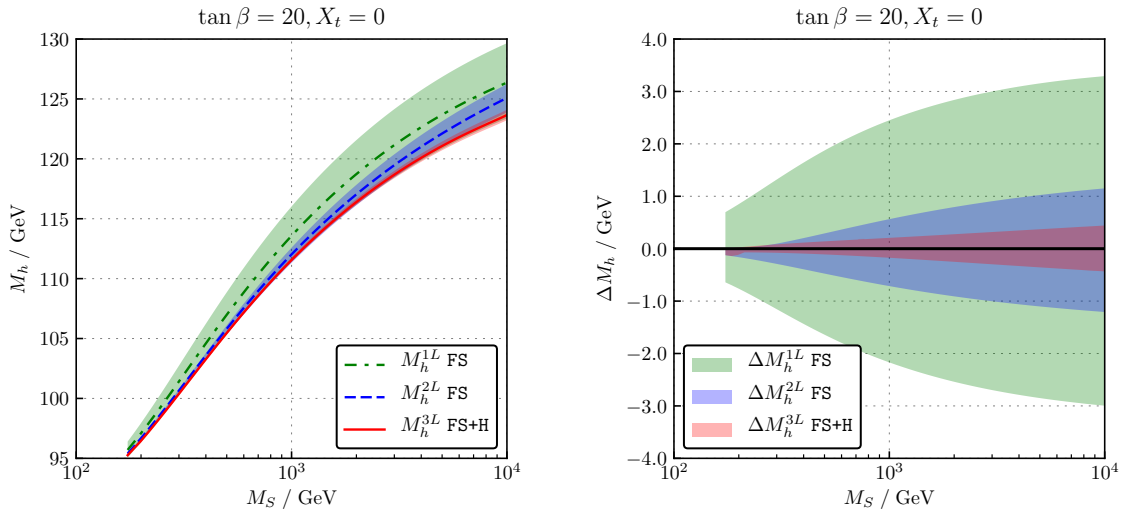 tan β = 20, X_t = 0
130
125
120
115
110
105
100
95
M_h / GeV
10^2
10^3
10^4
M_S / GeV
M_h^{1L} FS
M_h^{2L} FS
M_h^{3L} FS+H
tan β = 20, X_t = 0
4.0
3.0
2.0
1.0
0.0
−1.0
−2.0
−3.0
−4.0
ΔM_h / GeV
10^2
10^3
10^4
M_S / GeV
ΔM_h^{1L} FS
ΔM_h^{2L} FS
ΔM_h^{3L} FS+H